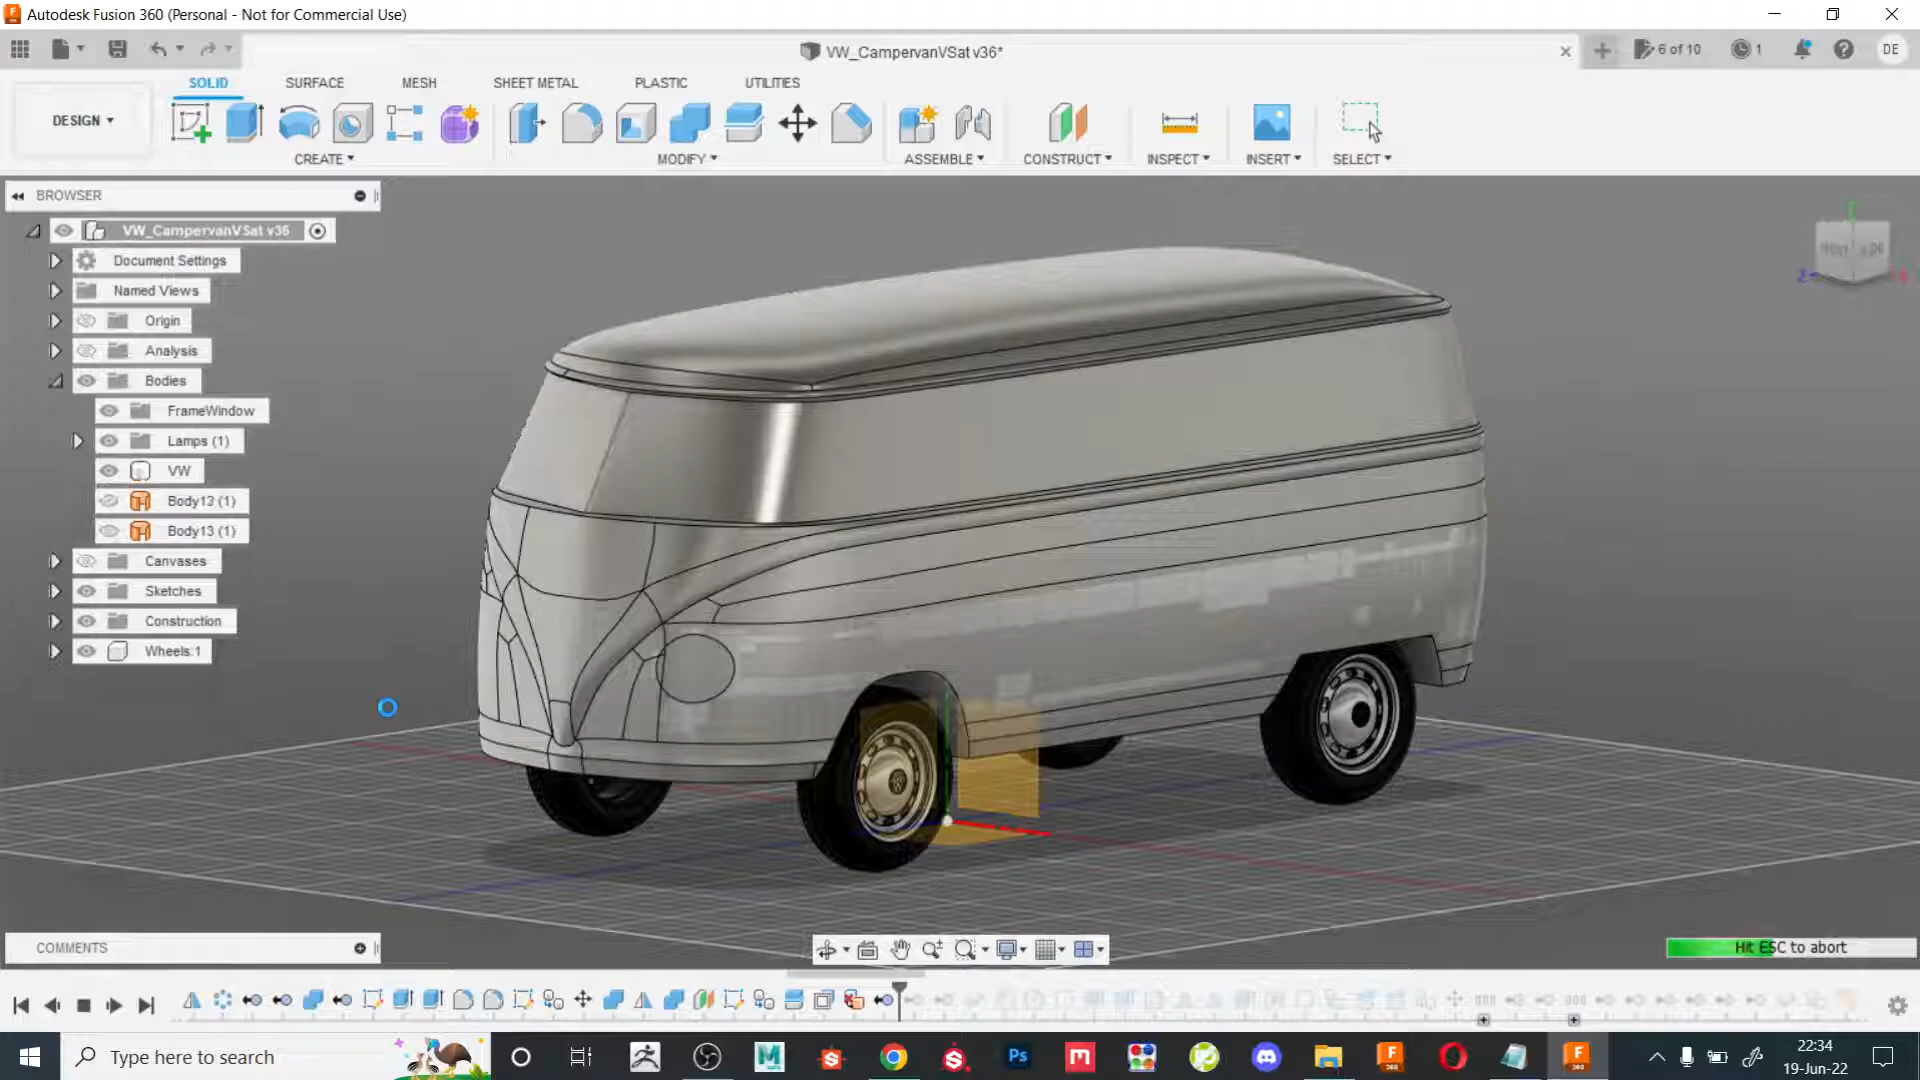 Autodesk Fusion 360 (Personal - Not for Commercial Use)
VW_CampervanVSat v36*
6 of 10
1
DE
DESIGN
SOLID
SURFACE
MESH
SHEET METAL
PLASTIC
UTILITIES
CREATE
MODIFY
ASSEMBLE
CONSTRUCT
INSPECT
INSERT
SELECT
BROWSER
VW_CampervanVSat v36
Document Settings
Named Views
Origin
Analysis
Bodies
FrameWindow
Lamps (1)
VW
Body13 (1)
Body13 (1)
Canvases
Sketches
Construction
Wheels:1
Z
COMMENTS
Hit ESC to abort
Type here to search
Ps
22:34
19-Jun-22